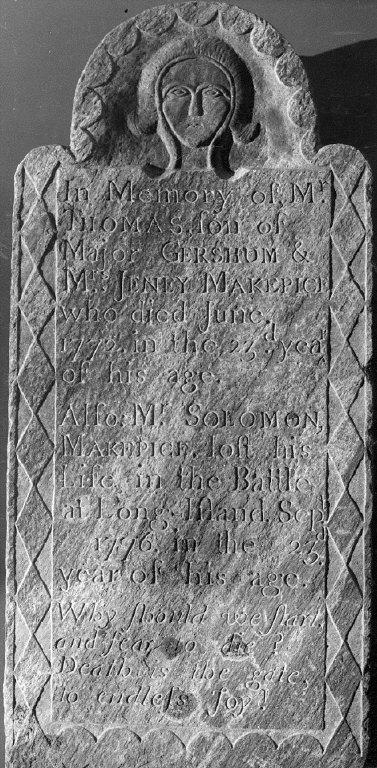 In Memory of Mr
THOMAS, ſon of
Major GERSHUM &
Mrs JENEY MAKEPICE
who died June,
1772, in the 23d year
of his age.
Alſo: Mr SOLOMON,
MAKEPICE, loſt his
Life in the Battle
at Long-Iſland, Sept
1776, in the
year of his age.
Why ſhould we ſtart,
and fear to die?
Death is the gate,
to endleſs Joy!